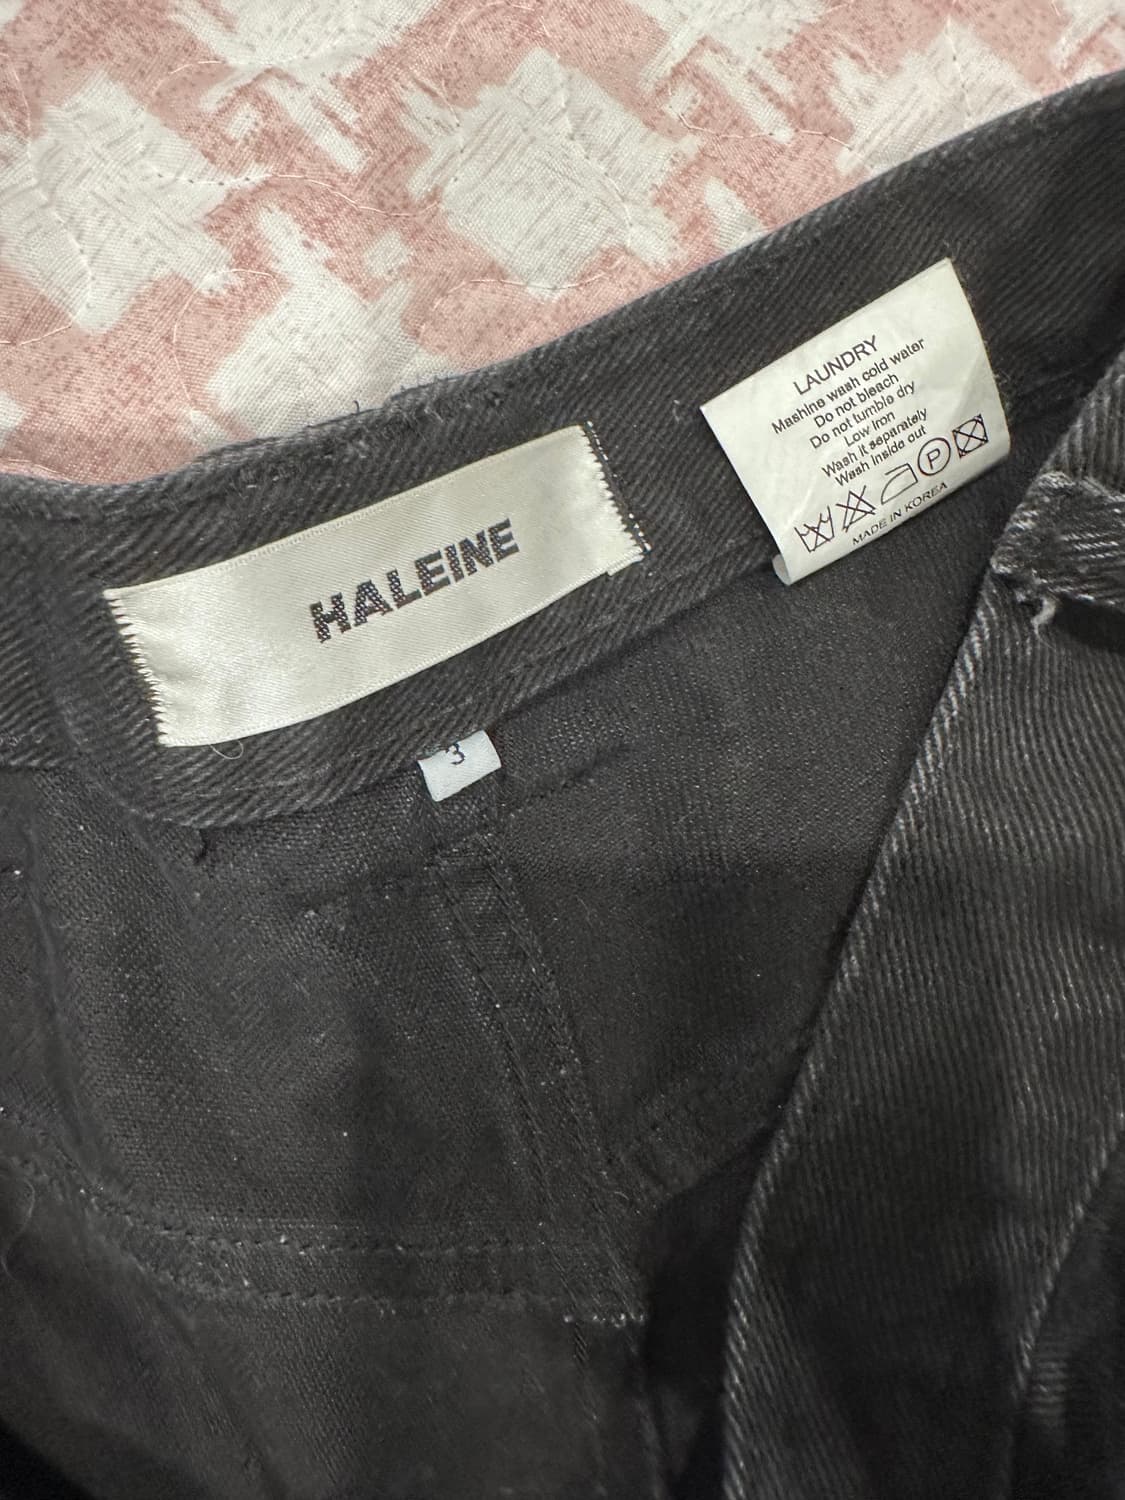 LAUNDRY
Mashine wash cold water
Do not bleach
Do not tumble dry
Low iron
Wash it separately
Wash inside out
P
MADE IN KOREA
HALEINE
3